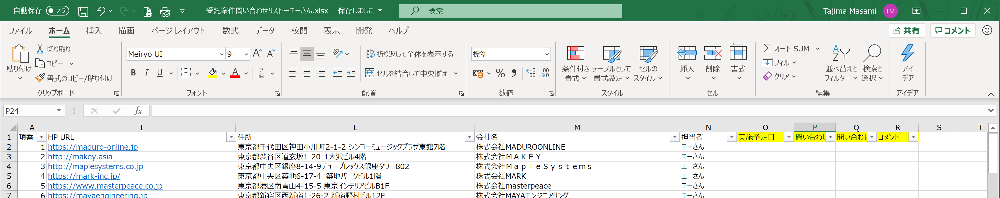 自動保存 オフ 受託案件問い合わせリストーエーさん.xlsx - 保存しました 検索 Tajima Masami TM
ファイル ホーム 挿入 描画 ページ レイアウト 数式 データ 校閲 表示 開発 ヘルプ 共有 コメント
貼り付け 切り取り コピー 書式のコピー/貼り付け
クリップボード
Meiryo UI 9 A A
B I U A ア亜
フォント
ab c 折り返して全体を表示する
セルを結合して中央揃え
配置
標準
% 9 .0 .00 .00 .0
数値
条件付き書式 テーブルとして書式設定 セルのスタイル
スタイル
挿入 削除 書式
セル
Σ オート SUM
フィル
クリア
並べ替えとフィルター 検索と選択
編集
アイデア
アイデア
P24 fx
A I L M N O P Q R S T
1 項番 HP URL 住所 会社名 担当者 実施予定日 問い合わせ 問い合わせ コメント
2 1 https://maduro-online.jp 東京都千代田区神田小川町2-1-2 シンコーミュージックプラザ東館7階 株式会社MADUROONLINE エーさん
3 2 http://makey.asia 東京都渋谷区道玄坂1-20-1大沢ビル4階 株式会社ＭＡＫＥＹ エーさん
4 3 http://maplesystems.co.jp 東京都中央区銀座8-14-9デュープレックス銀座タワー802 株式会社ＭａｐｌｅＳｙｓｔｅｍｓ エーさん
5 4 https://mark-inc.jp/ 東京都中央区築地6-17-4　築地パークビル1階 株式会社MARK エーさん
6 5 https://www.masterpeace.co.jp 東京都港区南青山4-15-5 東京インテリアビルB1F 株式会社masterpeace エーさん
7 6 https://mayaengineering.jp 東京都新宿区西新宿1-26-2 新宿野村ビル12F 株式会社MAYAエンジニアリング エーさん